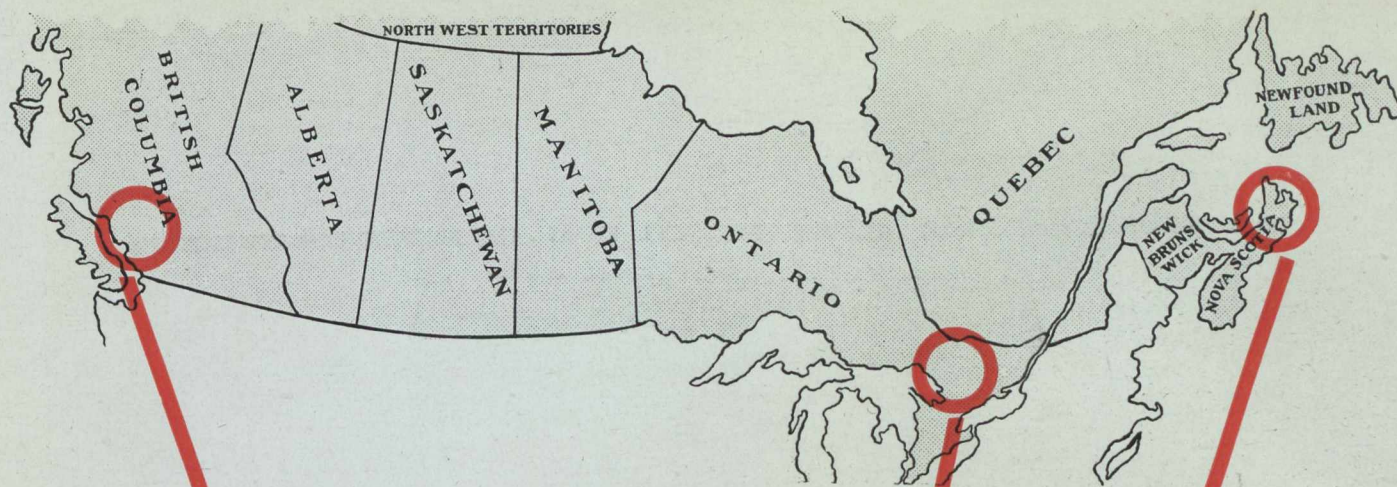 NORTH WEST TERRITORIES
BRITISH
COLUMBIA
ALBERTA
SASKATCHEWAN
MANITOBA
ONTARIO
QUEBEC
NEWFOUND
LAND
NEW
BRUNS
WICK
NOVA SCOTIA